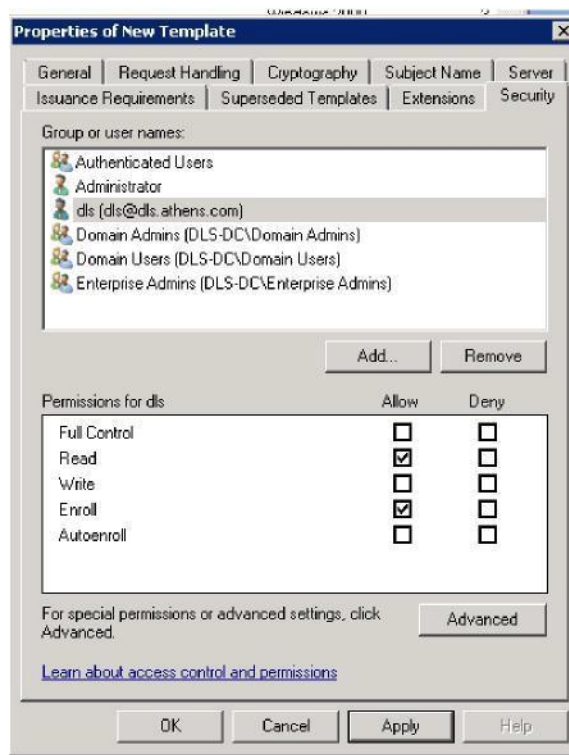 Windows 2000
Properties of New Template
General Request Handling Cryptography Subject Name Server
Issuance Requirements Superseded Templates Extensions Security
Group or user names:
Authenticated Users
Administrator
dls (dls@dls.athens.com)
Domain Admins (DLS-DC\Domain Admins)
Domain Users (DLS-DC\Domain Users)
Enterprise Admins (DLS-DC\Enterprise Admins)
Add... Remove
Permissions for dls Allow Deny
Full Control
Read
Write
Enroll
Autoenroll
For special permissions or advanced settings, click
Advanced.
Advanced
Learn about access control and permissions
OK Cancel Apply Help